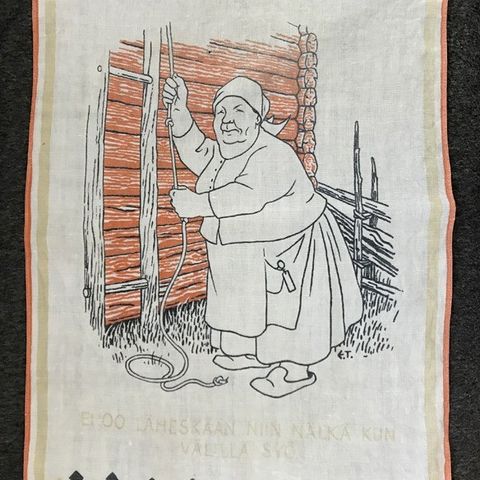 E.T.
EI OO LÄHESKÄÄN NIIN NÄLKÄ KUN
VÄLILLÄ SYÖ.